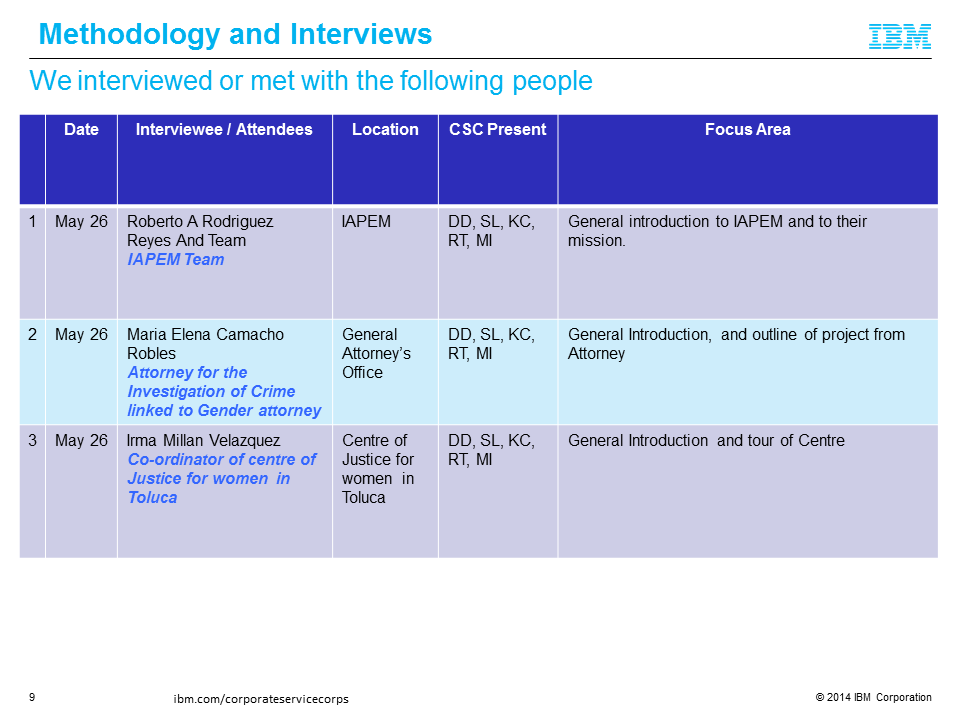 Methodology and Interviews
IBM
We interviewed or met with the following people
Date
Interviewee / Attendees
Location
CSC Present
Focus Area
1
May 26
Roberto A Rodriguez
Reyes And Team
IAPEM Team
IAPEM
DD, SL, KC,
RT, MI
General introduction to IAPEM and to their
mission.
2
May 26
Maria Elena Camacho
Robles
Attorney for the
Investigation of Crime
linked to Gender attorney
General
Attorney’s
Office
DD, SL, KC,
RT, MI
General Introduction, and outline of project from
Attorney
3
May 26
Irma Millan Velazquez
Co-ordinator of centre of
Justice for women in
Toluca
Centre of
Justice for
women in
Toluca
DD, SL, KC,
RT, MI
General Introduction and tour of Centre
9
ibm.com/corporateservicecorps
© 2014 IBM Corporation